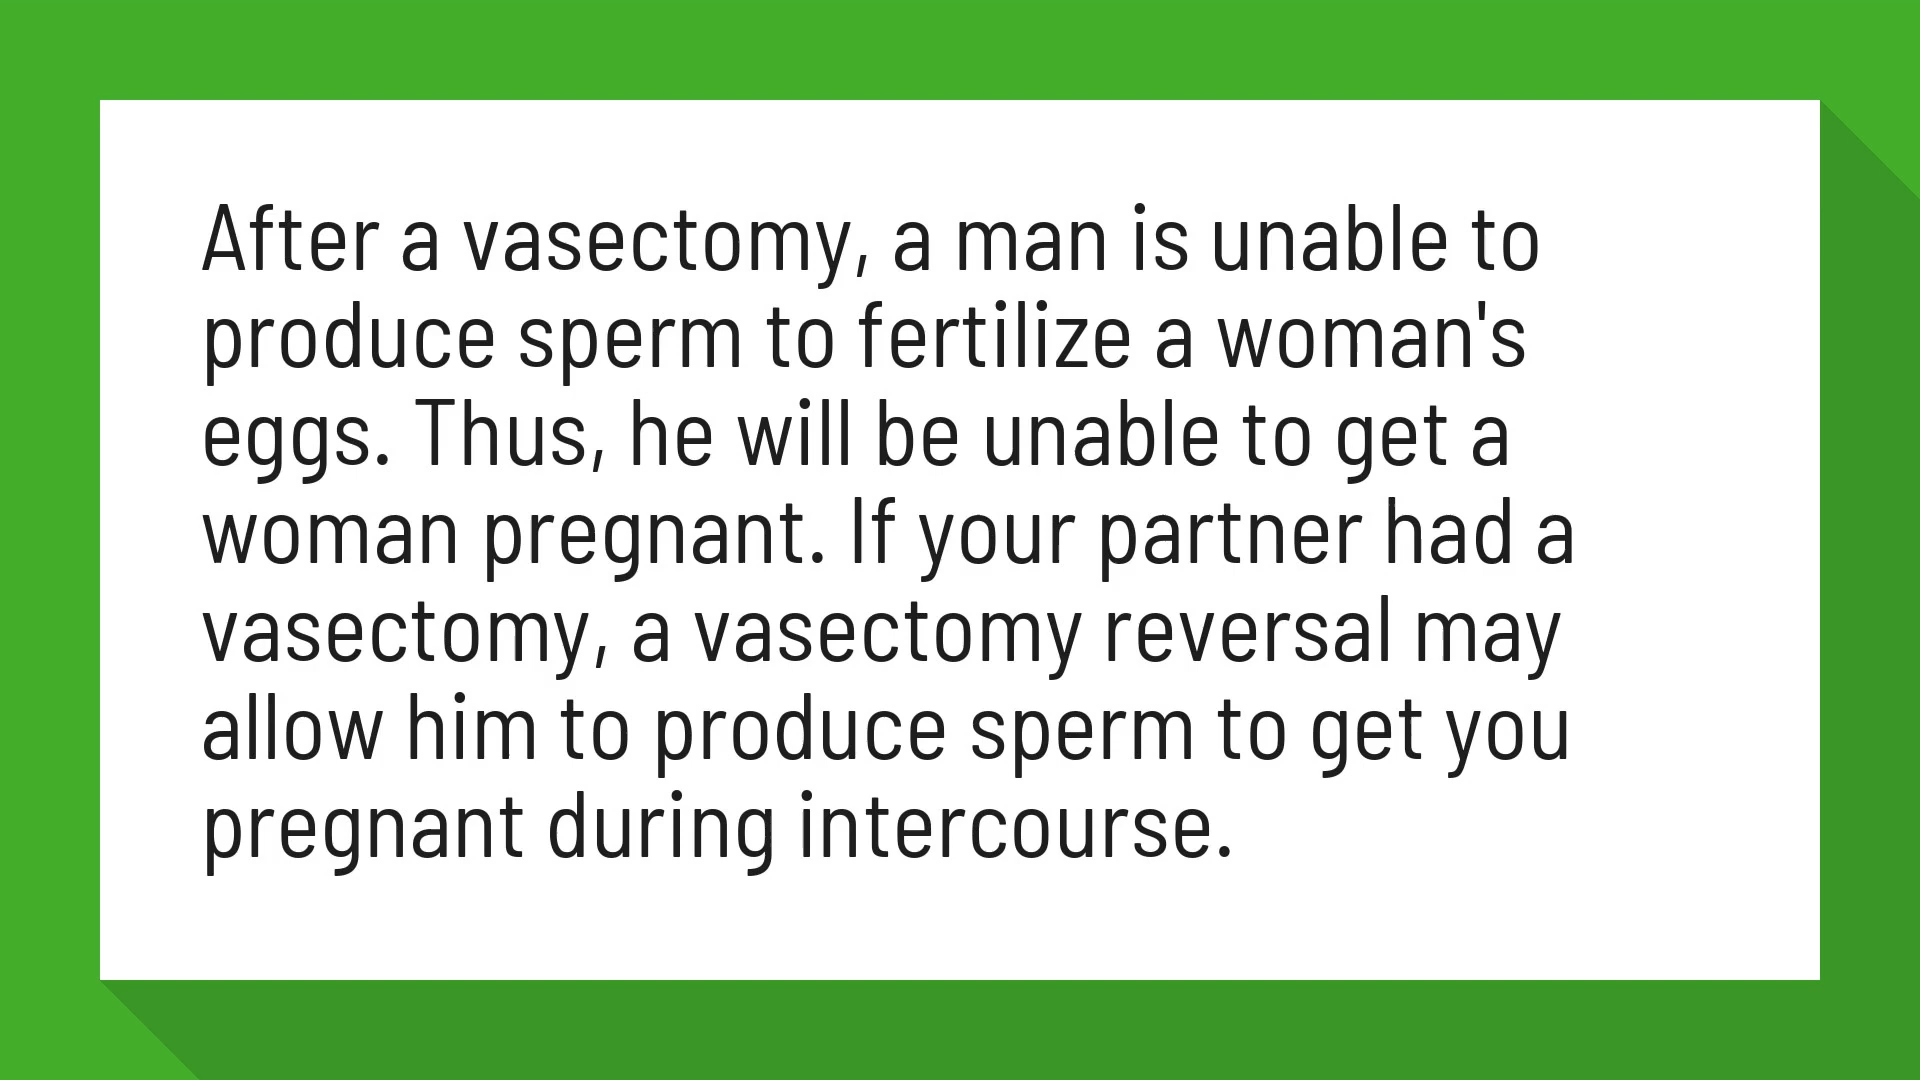 After a vasectomy, a man is unable to
produce sperm to fertilize a woman's
eggs. Thus, he will be unable to get a
woman pregnant. If your partner had a
vasectomy, a vasectomy reversal may
allow him to produce sperm to get you
pregnant during intercourse.